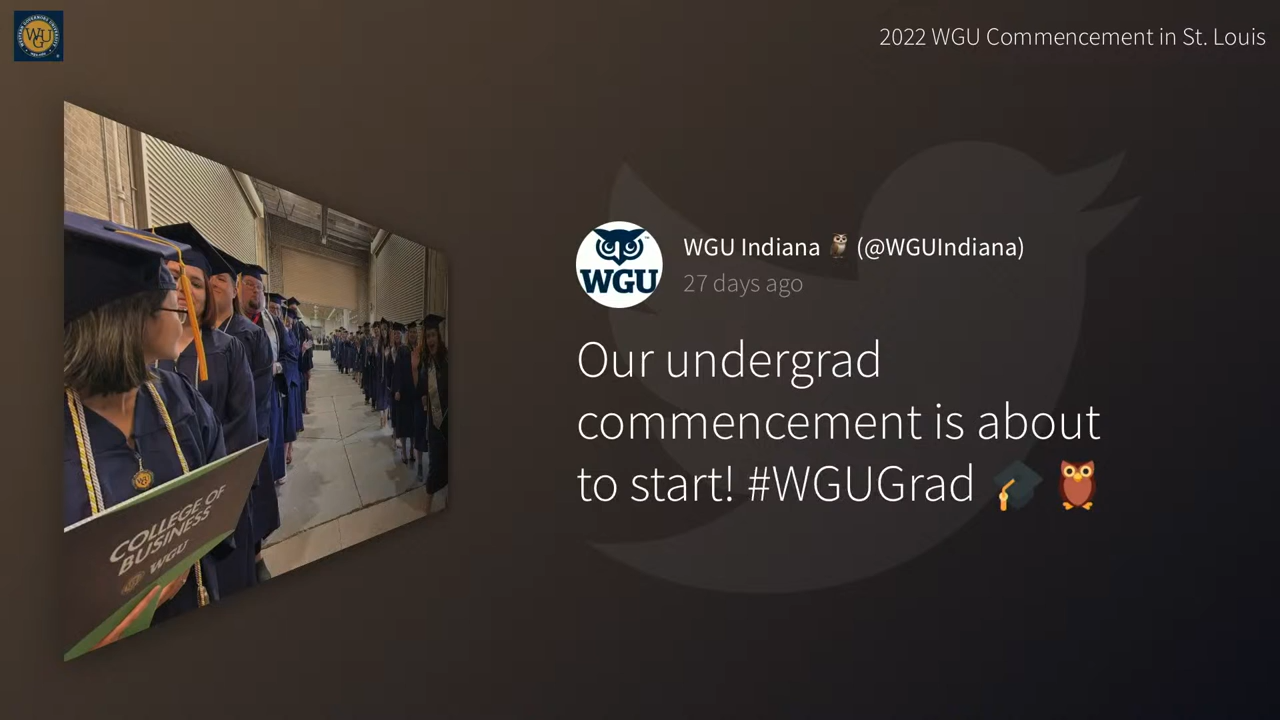 WGU
2022 WGU Commencement in St. Louis
WGU Indiana 🦉 (@WGUIndiana)
27 days ago
WGU
Our undergrad
commencement is about
to start! #WGUGrad 🎓 🦉
COLLEGE OF
BUSINESS
WGU